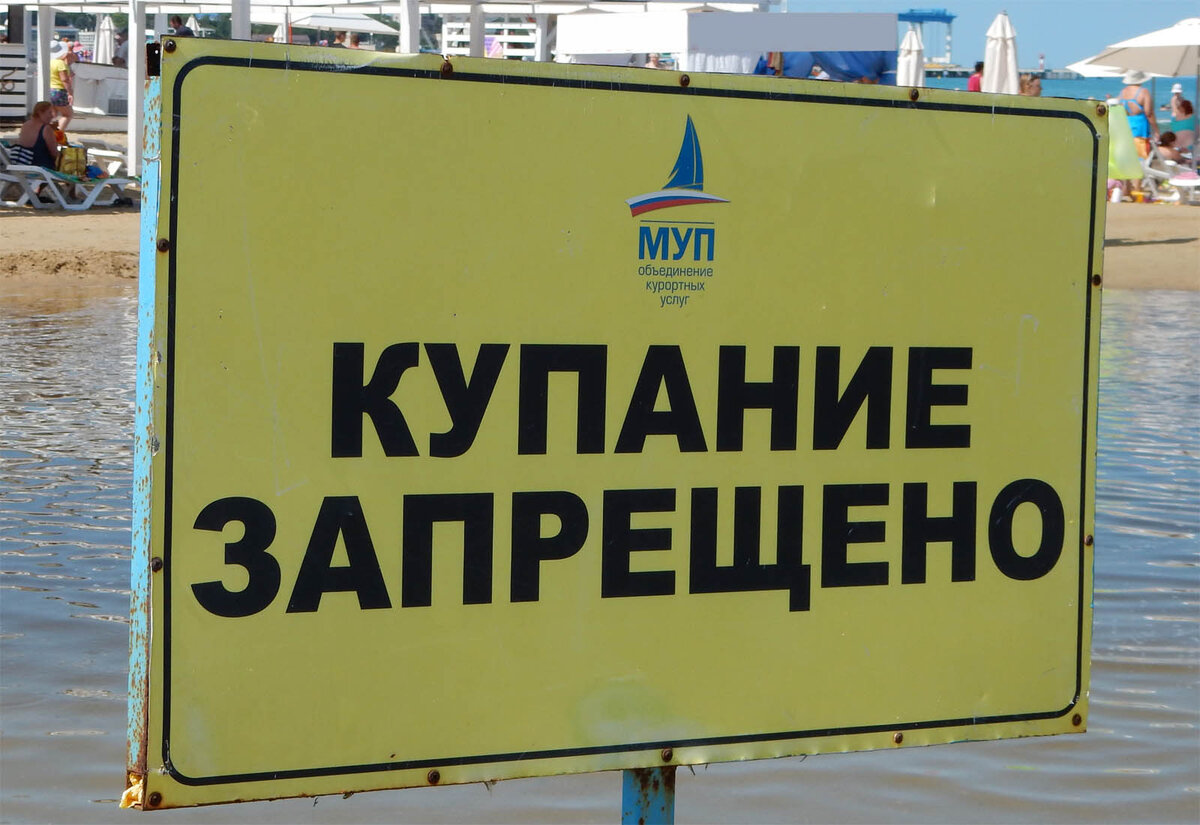 МУП
объединение
курортных
услуг
КУПАНИЕ
ЗАПРЕЩЕНО